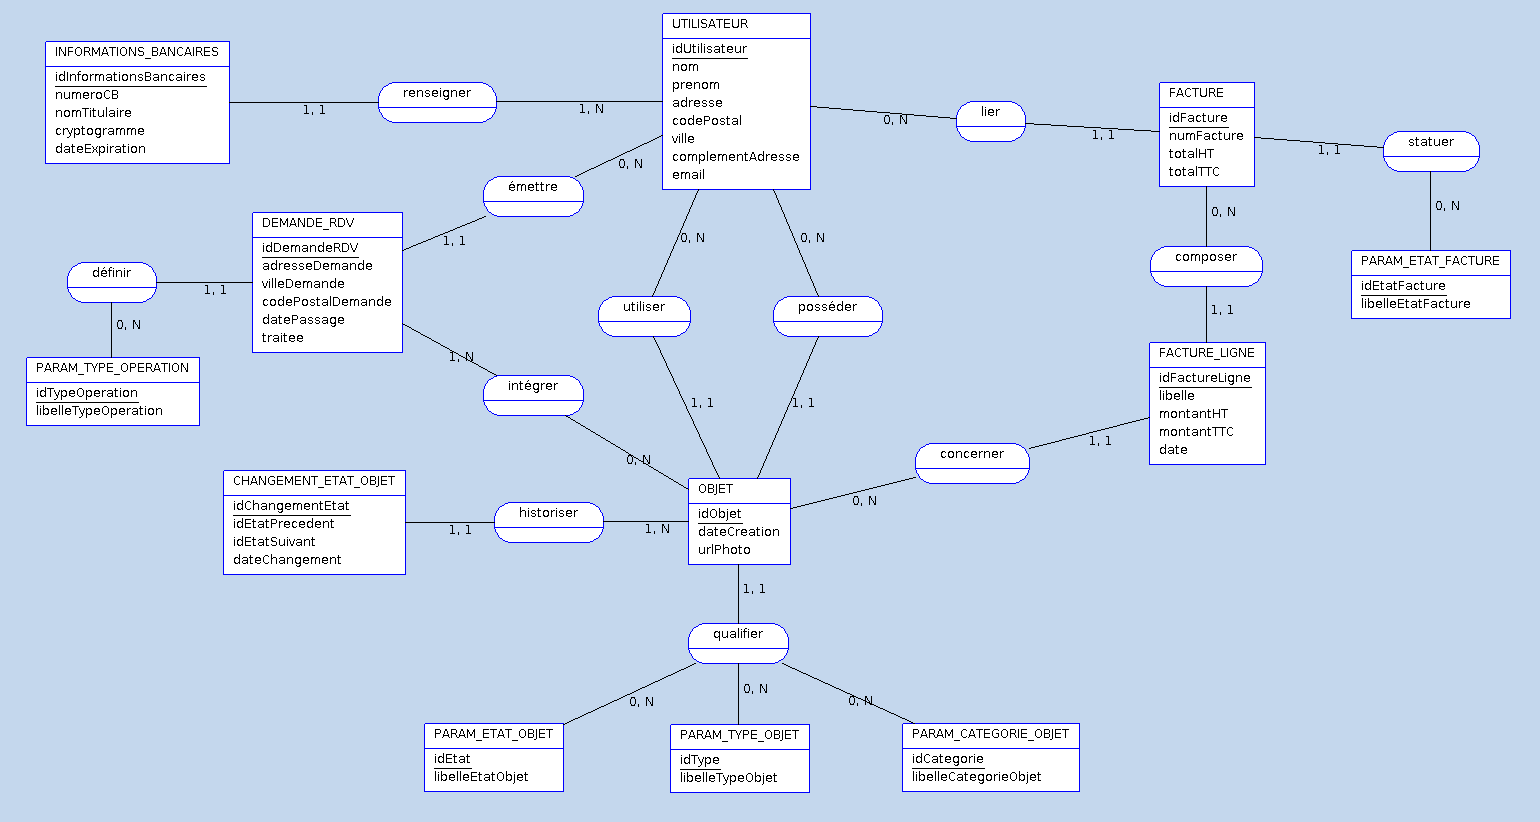 UTILISATEUR
idUtilisateur
nom
prenom
adresse
codePostal
ville
complementAdresse
email
INFORMATIONS_BANCAIRES
idInformationsBancaires
numeroCB
nomTitulaire
cryptogramme
dateExpiration
1, 1
renseigner
1, N
0, N
lier
1, 1
FACTURE
idFacture
numFacture
totalHT
totalTTC
1, 1
statuer
0, N
PARAM_ETAT_FACTURE
idEtatFacture
libelleEtatFacture
0, N
émettre
1, 1
DEMANDE_RDV
idDemandeRDV
adresseDemande
villeDemande
codePostalDemande
datePassage
traitee
définir
1, 1
0, N
PARAM_TYPE_OPERATION
idTypeOperation
libelleTypeOperation
0, N
utiliser
1, 1
0, N
posséder
1, 1
0, N
composer
1, 1
FACTURE_LIGNE
idFactureLigne
libelle
montantHT
montantTTC
date
1, N
intégrer
0, N
1, 1
concerner
0, N
CHANGEMENT_ETAT_OBJET
idChangementEtat
idEtatPrecedent
idEtatSuivant
dateChangement
1, 1
historiser
1, N
OBJET
idObjet
dateCreation
urlPhoto
1, 1
qualifier
0, N
0, N
0, N
PARAM_ETAT_OBJET
idEtat
libelleEtatObjet
PARAM_TYPE_OBJET
idType
libelleTypeObjet
PARAM_CATEGORIE_OBJET
idCategorie
libelleCategorieObjet